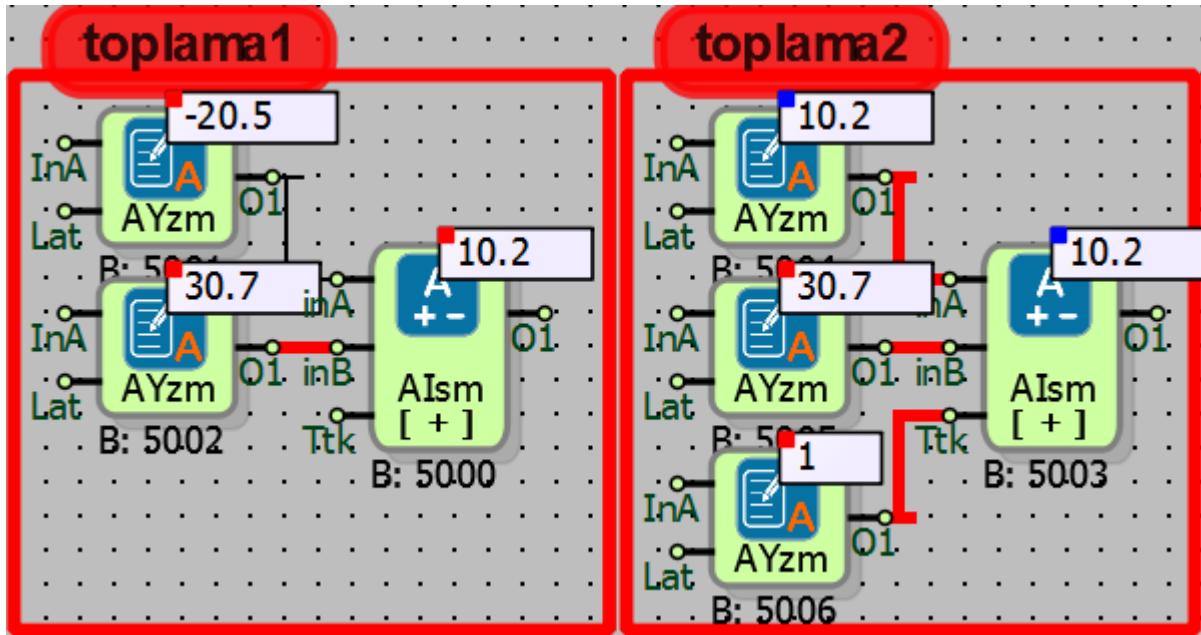 toplama1
-20.5
InA
A
O1
Lat
AYzm
10.2
30.7
inA
A
+ -
InA
A
O1
O1
inB
Lat
AYzm
AIsm
B: 5002
Ttk
[ + ]
B: 5000
toplama2
10.2
InA
A
O1
Lat
AYzm
10.2
30.7
A
+ -
InA
A
O1
O1
inB
Lat
AYzm
AIsm
Ttk
[ + ]
1
B: 5003
InA
A
O1
Lat
AYzm
B: 5006